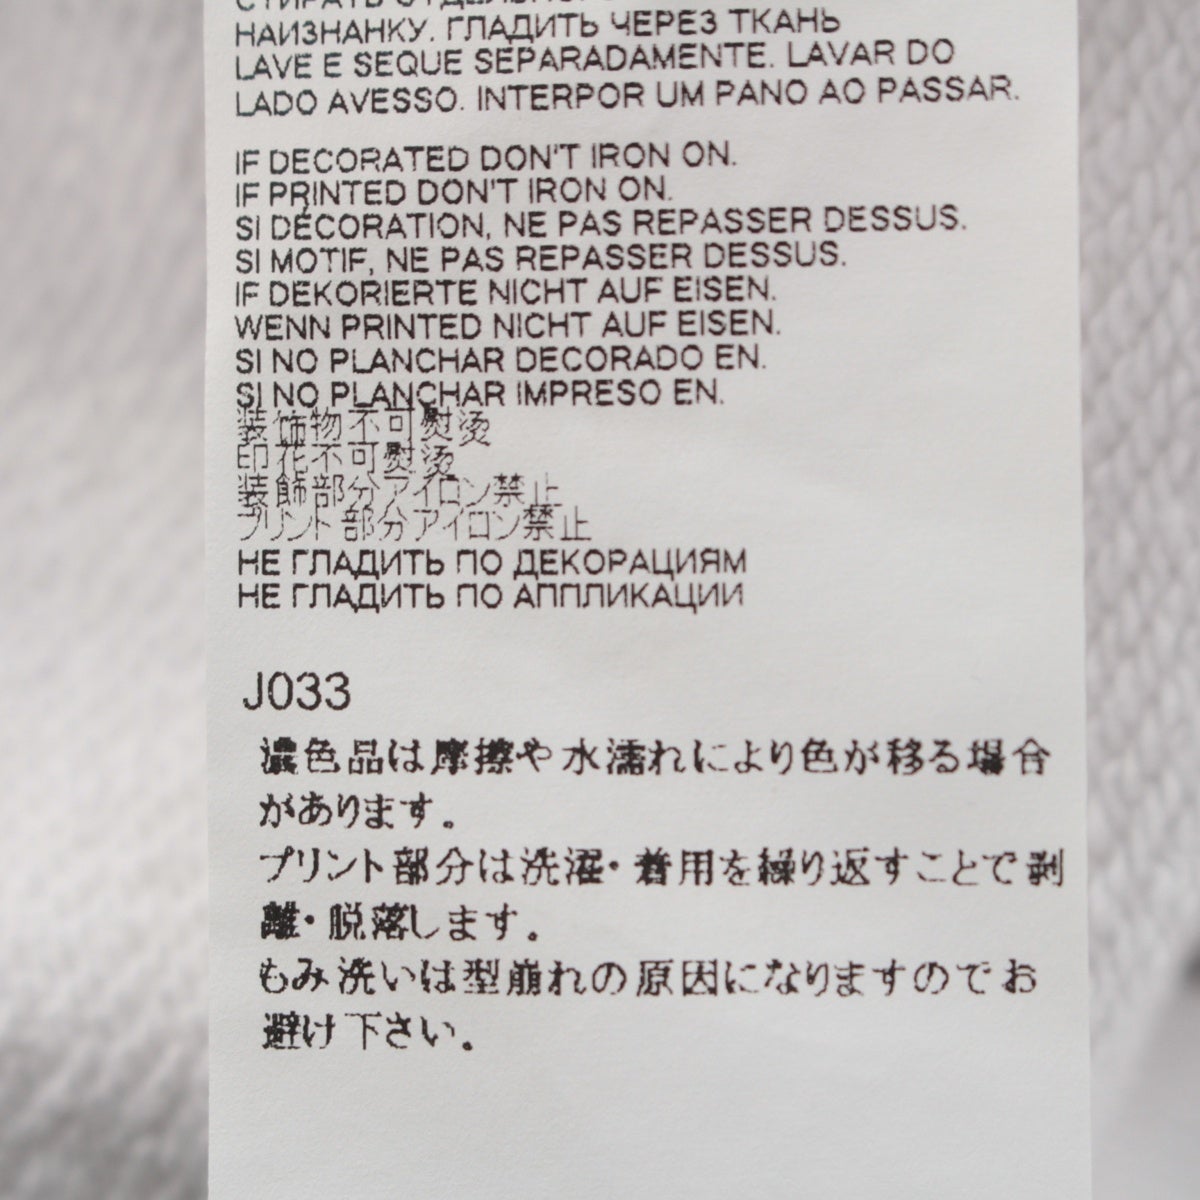 СТИРАТЬ
НАИЗНАНКУ. ГЛАДИТЬ ЧЕРЕЗ ТКАНЬ
LAVE E SEQUE SEPARADAMENTE. LAVAR DO
LADO AVESSO. INTERPOR UM PANO AO PASSAR.
IF DECORATED DON'T IRON ON.
IF PRINTED DON'T IRON ON.
SI DÉCORATION, NE PAS REPASSER DESSUS.
SI MOTIF, NE PAS REPASSER DESSUS.
IF DEKORIERTE NICHT AUF EISEN.
WENN PRINTED NICHT AUF EISEN.
SI NO PLANCHAR DECORADO EN.
SI NO PLANCHAR IMPRESO EN.
装饰物不可熨烫
印花不可熨烫
装飾部分アイロン禁止
プリント部分アイロン禁止
НЕ ГЛАДИТЬ ПО ДЕКОРАЦИЯМ
НЕ ГЛАДИТЬ ПО АППЛИКАЦИИ
J033
濃色品は摩擦や水濡れにより色が移る場合
があります。
プリント部分は洗濯・着用を繰り返すことで剥
離・脱落します。
もみ洗いは型崩れの原因になりますのでお
避け下さい。